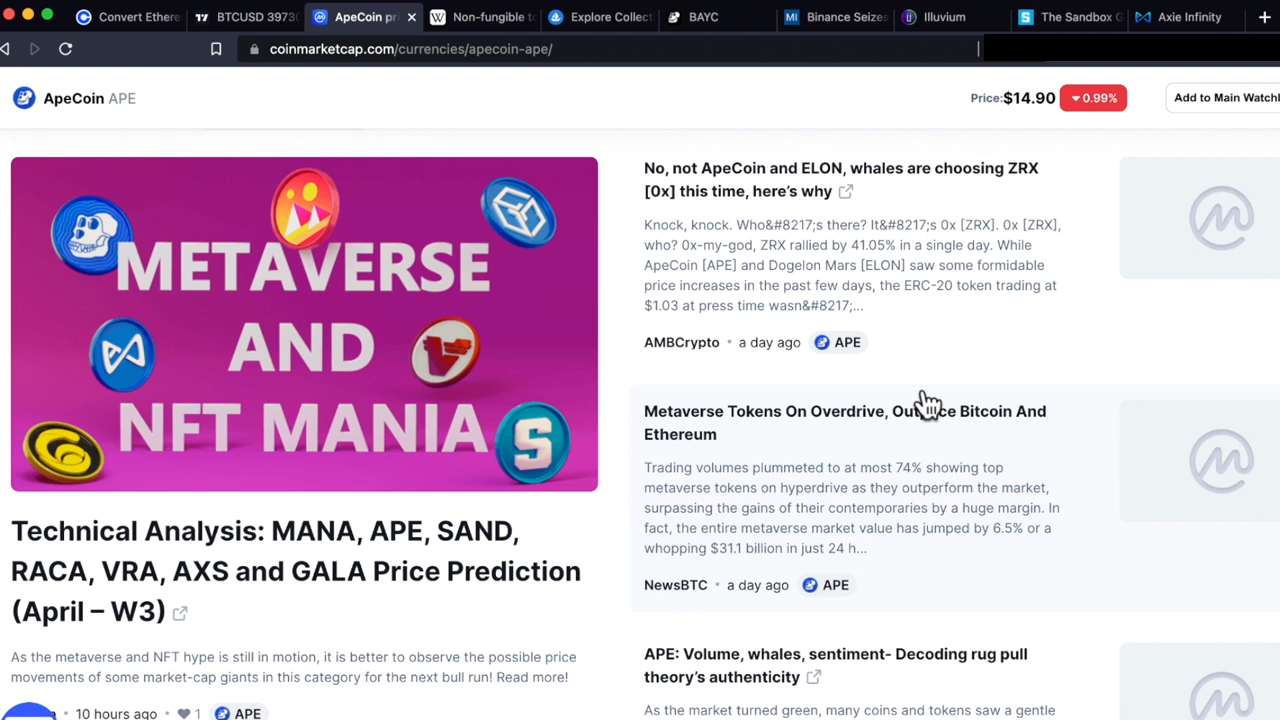 Convert Ethere
BTCUSD 3973
ApeCoin pri
Non-fungible to
Explore Collect
BAYC
Binance Seizes
Illuvium
The Sandbox G
Axie Infinity
coinmarketcap.com/currencies/apecoin-ape/
ApeCoin APE
Price:$14.90
0.99%
Add to Main Watchl
METAVERSE
AND
NFT MANIA
Technical Analysis: MANA, APE, SAND,
RACA, VRA, AXS and GALA Price Prediction
(April – W3)
As the metaverse and NFT hype is still in motion, it is better to observe the possible price
movements of some market-cap giants in this category for the next bull run! Read more!
• 10 hours ago • 1 APE
No, not ApeCoin and ELON, whales are choosing ZRX
[0x] this time, here’s why
Knock, knock. Who&#8217;s there? It&#8217;s 0x [ZRX]. 0x [ZRX],
who? 0x-my-god, ZRX rallied by 41.05% in a single day. While
ApeCoin [APE] and Dogelon Mars [ELON] saw some formidable
price increases in the past few days, the ERC-20 token trading at
$1.03 at press time wasn&#8217;...
AMBCrypto • a day ago APE
Metaverse Tokens On Overdrive, Outpace Bitcoin And
Ethereum
Trading volumes plummeted to at most 74% showing top
metaverse tokens on hyperdrive as they outperform the market,
surpassing the gains of their contemporaries by a huge margin. In
fact, the entire metaverse market value has jumped by 6.5% or a
whopping $31.1 billion in just 24 h...
NewsBTC • a day ago APE
APE: Volume, whales, sentiment- Decoding rug pull
theory’s authenticity
As the market turned green, many coins and tokens saw a gentle